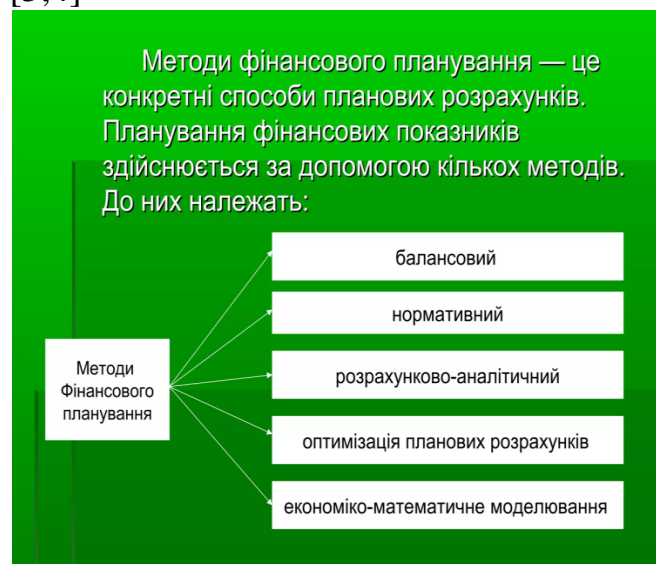 Методи фінансового планування — це
конкретні способи планових розрахунків.
Планування фінансових показників
здійснюється за допомогою кількох методів.
До них належать:
балансовий
нормативний
Методи
Фінансового
планування
розрахунково-аналітичний
оптимізація планових розрахунків
економіко-математичне моделювання